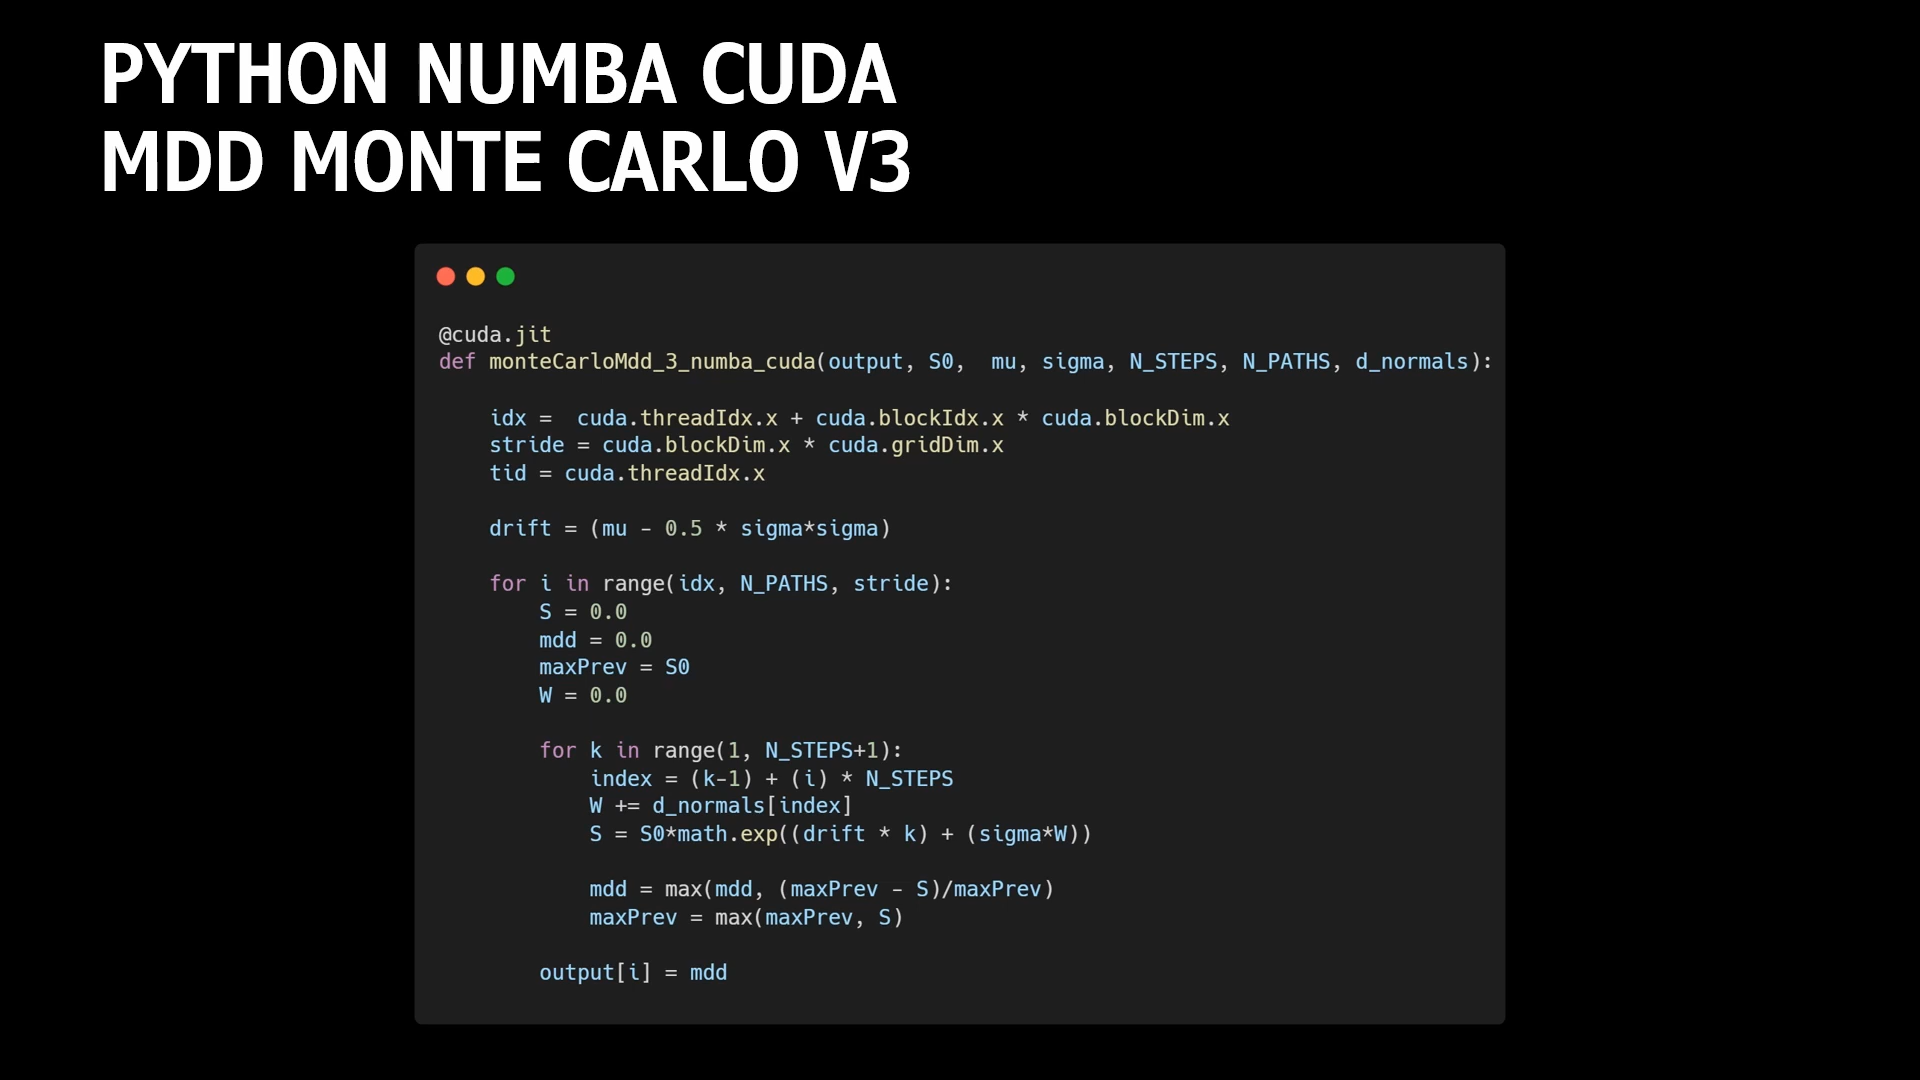 PYTHON NUMBA CUDA
MDD MONTE CARLO V3
@cuda.jit
def monteCarloMdd_3_numba_cuda(output, S0,  mu, sigma, N_STEPS, N_PATHS, d_normals):
    idx =  cuda.threadIdx.x + cuda.blockIdx.x * cuda.blockDim.x
    stride = cuda.blockDim.x * cuda.gridDim.x
    tid = cuda.threadIdx.x
    drift = (mu - 0.5 * sigma*sigma)
    for i in range(idx, N_PATHS, stride):
        S = 0.0
        mdd = 0.0
        maxPrev = S0
        W = 0.0
        for k in range(1, N_STEPS+1):
            index = (k-1) + (i) * N_STEPS
            W += d_normals[index]
            S = S0*math.exp((drift * k) + (sigma*W))
            mdd = max(mdd, (maxPrev - S)/maxPrev)
            maxPrev = max(maxPrev, S)
        output[i] = mdd